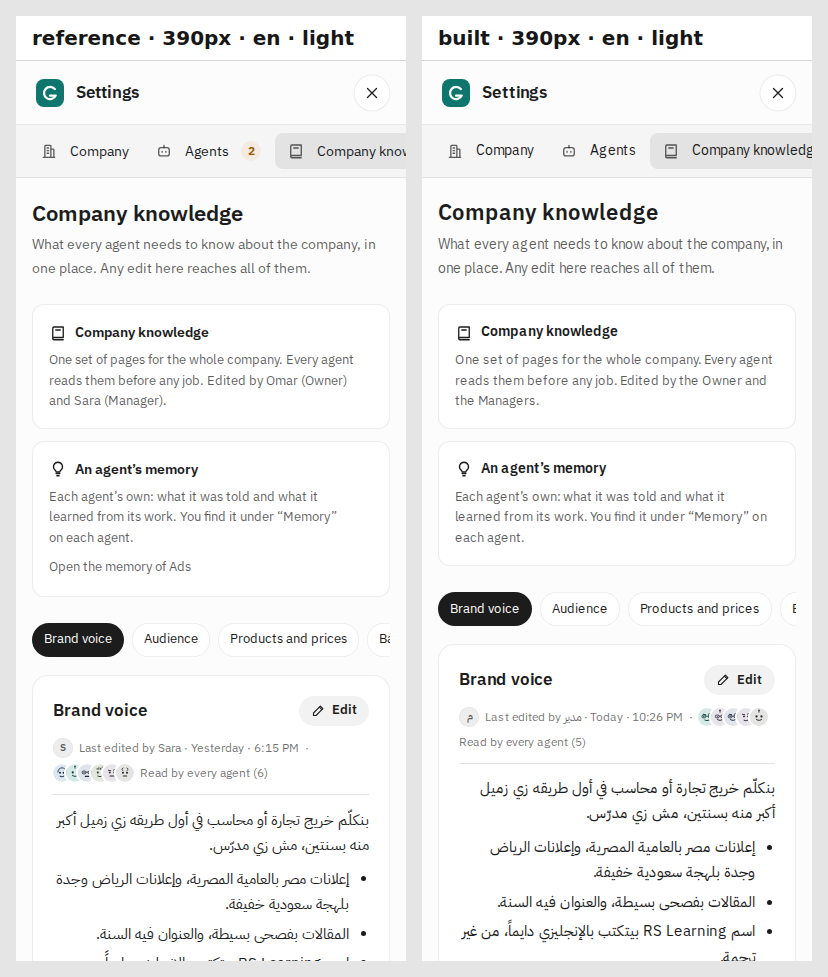 reference · 390px · en · light
Settings
Company
Agents
2
Company know
Company knowledge
What every agent needs to know about the company, in
one place. Any edit here reaches all of them.
Company knowledge
One set of pages for the whole company. Every agent
reads them before any job. Edited by Omar (Owner)
and Sara (Manager).
An agent’s memory
Each agent’s own: what it was told and what it
learned from its work. You find it under “Memory”
on each agent.
Open the memory of Ads
Brand voice
Audience
Products and prices
Ba
Brand voice
Edit
S Last edited by Sara · Yesterday · 6:15 PM ·
Read by every agent (6)
بنكلّم خريج تجارة أو محاسب في أول طريقه زي زميل أكبر
منه بسنتين، مش زي مدرّس.
• إعلانات مصر بالعامية المصرية، وإعلانات الرياض وجدة
بلهجة سعودية خفيفة.
• المقالات بفصحى بسيطة، والعنوان فيه السنة.
built · 390px · en · light
Settings
Company
Agents
Company knowledg
Company knowledge
What every agent needs to know about the company, in
one place. Any edit here reaches all of them.
Company knowledge
One set of pages for the whole company. Every agent
reads them before any job. Edited by the Owner and
the Managers.
An agent’s memory
Each agent’s own: what it was told and what it
learned from its work. You find it under “Memory” on
each agent.
Brand voice
Audience
Products and prices
Brand voice
Edit
م Last edited by مدير · Today · 10:26 PM ·
Read by every agent (5)
بنكلّم خريج تجارة أو محاسب في أول طريقه زي زميل
أكبر منه بسنتين، مش زي مدرّس.
• إعلانات مصر بالعامية المصرية، وإعلانات الرياض
وجدة بلهجة سعودية خفيفة.
• المقالات بفصحى بسيطة، والعنوان فيه السنة.
• اسم RS Learning بيتكتب بالإنجليزي دايماً، من غير
ترجمة.